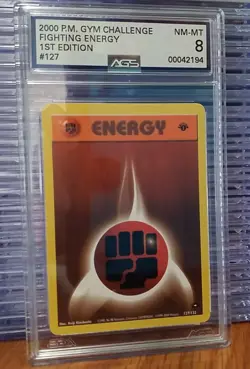 2000 P.M. GYM CHALLENGE
FIGHTING ENERGY
1ST EDITION
#127
AGS
NM-MT
8
00042194
ENERGY